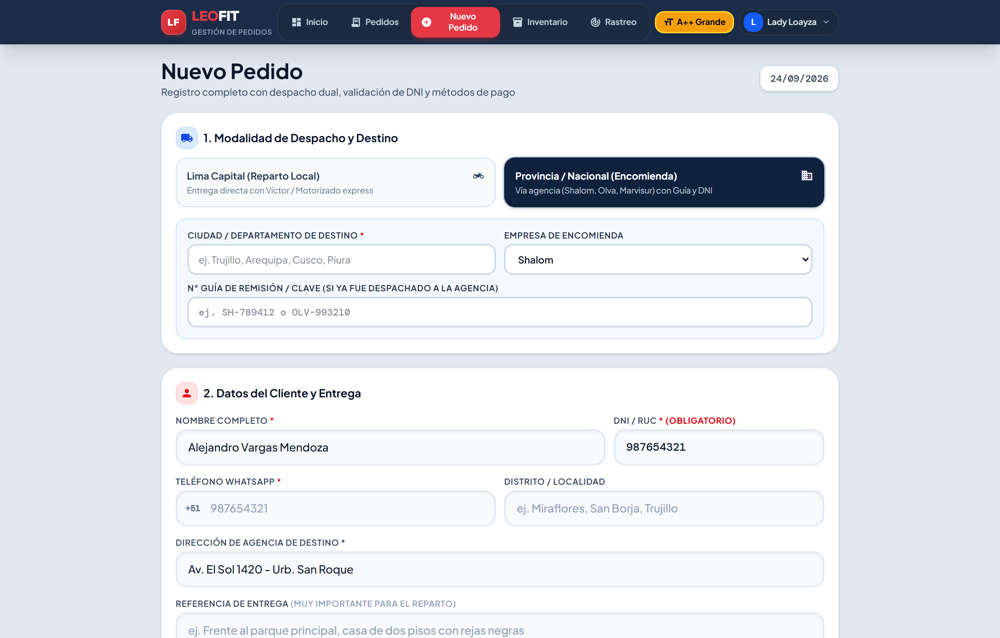 LF
LEOFIT
GESTIÓN DE PEDIDOS
Inicio
Pedidos
Nuevo
Pedido
Inventario
Rastreo
A++ Grande
L
Lady Loayza
Nuevo Pedido
Registro completo con despacho dual, validación de DNI y métodos de pago
24/09/2026
1. Modalidad de Despacho y Destino
Lima Capital (Reparto Local)
Entrega directa con Víctor / Motorizado express
Provincia / Nacional (Encomienda)
Vía agencia (Shalom, Olva, Marvisur) con Guía y DNI
CIUDAD / DEPARTAMENTO DE DESTINO *
ej. Trujillo, Arequipa, Cusco, Piura
EMPRESA DE ENCOMIENDA
Shalom
N° GUÍA DE REMISIÓN / CLAVE (SI YA FUE DESPACHADO A LA AGENCIA)
ej. SH-789412 o OLV-993210
2. Datos del Cliente y Entrega
NOMBRE COMPLETO *
Alejandro Vargas Mendoza
DNI / RUC * (OBLIGATORIO)
987654321
TELÉFONO WHATSAPP *
+51 987654321
DISTRITO / LOCALIDAD
ej. Miraflores, San Borja, Trujillo
DIRECCIÓN DE AGENCIA DE DESTINO *
Av. El Sol 1420 - Urb. San Roque
REFERENCIA DE ENTREGA (MUY IMPORTANTE PARA EL REPARTO)
ej. Frente al parque principal, casa de dos pisos con rejas negras